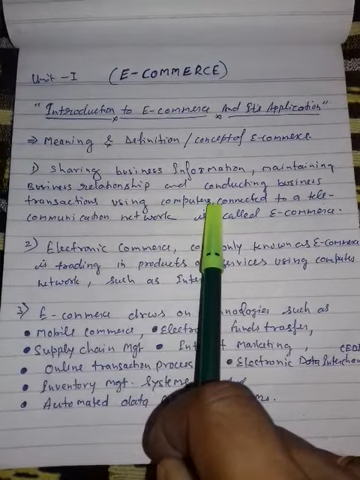 Unit-I (E-COMMERCE)
"Introduction to E-commerce And Its Application"
⇒ Meaning & Definition/concept of E-commerce
1) Sharing business Information, maintaining
Business relationship and conducting business
transactions using computers connected to a tele-
communication network is called E-commerce.
2) Electronic Commerce, known as E-commerce
is trading in products services using computer
network, such as
3) E-commerce draws on such as
• Mobile commerce, • funds transfer,
• Supply chain Mgt • Marketing,
• Online transaction • Electronic Data
• Inventory mgt. Systems
• Automated data